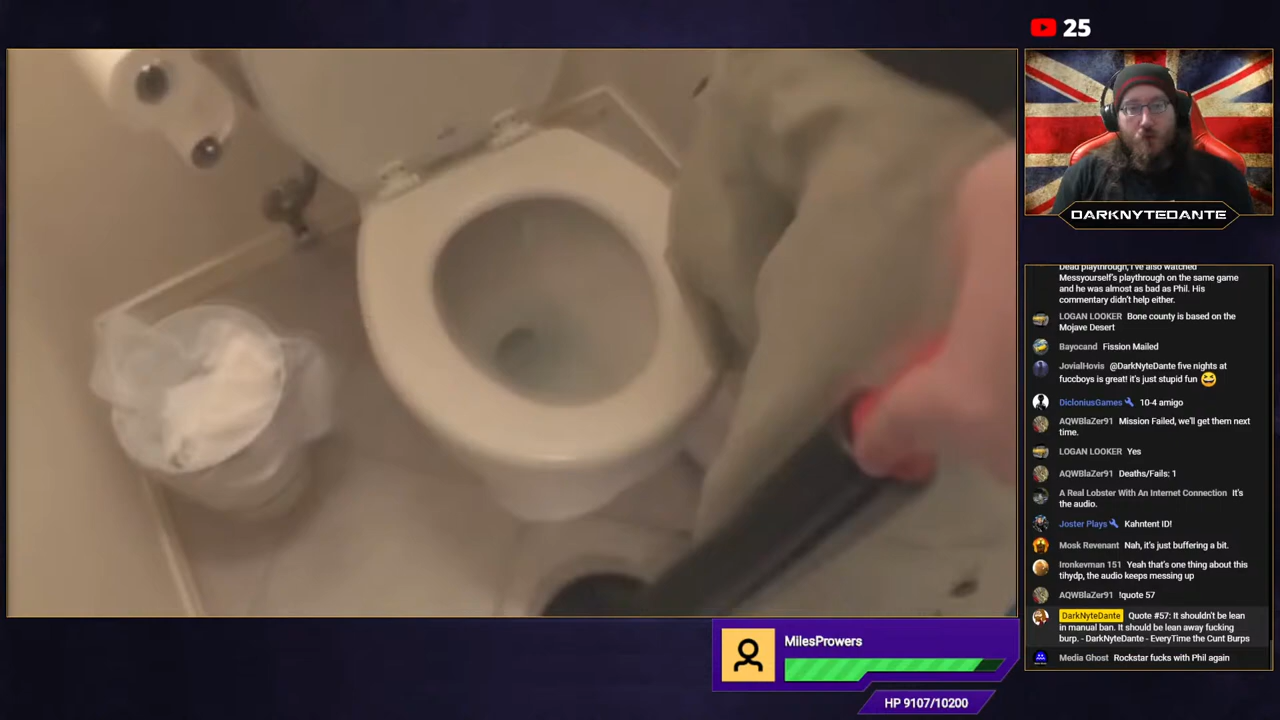 25
DARKNYTEDANTE
Dead playthrough, I've also watched
Messyourself's playthrough on the same game
and he was almost as bad as Phil. His
commentary didn't help either.
LOGAN LOOKER Bone county is based on the
Mojave Desert
Bayocand Fission Mailed
JovialHovis @DarkNyteDante five nights at
fuccboys is great! it's just stupid fun
DicloniusGames 10-4 amigo
AQWBlaZer91 Mission Failed, we'll get them next
time.
LOGAN LOOKER Yes
AQWBlaZer91 Deaths/Fails: 1
A Real Lobster With An Internet Connection It's
the audio.
Joster Plays Kahntent ID!
Mosk Revenant Nah, it's just buffering a bit.
Ironkevman 151 Yeah that's one thing about this
tihydp, the audio keeps messing up
AQWBlaZer91 !quote 57
DarkNyteDante Quote #57: It shouldn't be lean
in manual ban. It should be lean away fucking
burp. - DarkNyteDante - EveryTime the Cunt Burps
Media Ghost Rockstar fucks with Phil again
MilesProwers
HP 9107/10200